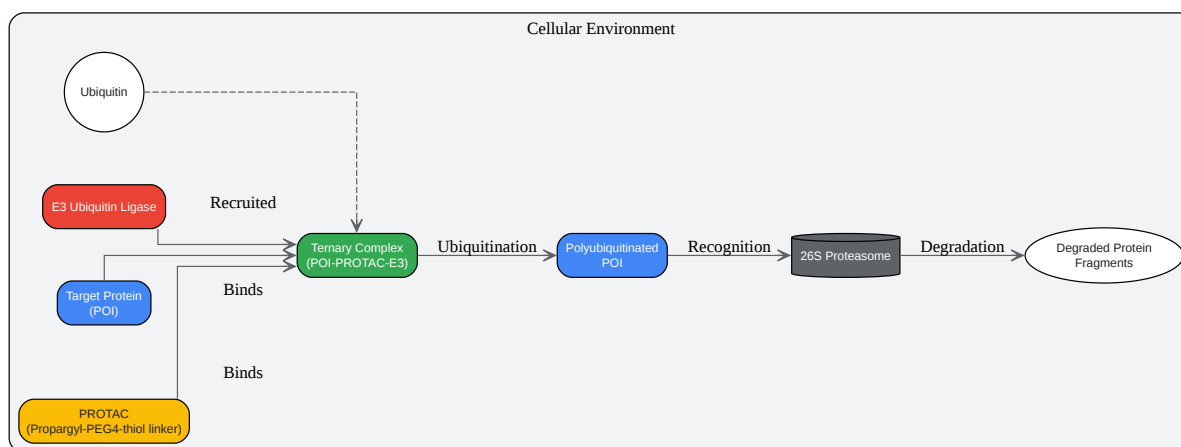 Cellular Environment
Ubiquitin
E3 Ubiquitin Ligase
Recruited
Target Protein
(POI)
Binds
PROTAC
(Propargyl-PEG4-thiol linker)
Binds
Ternary Complex
(POI-PROTAC-E3)
Ubiquitination
Polyubiquitinated
POI
Recognition
26S Proteasome
Degradation
Degraded Protein
Fragments